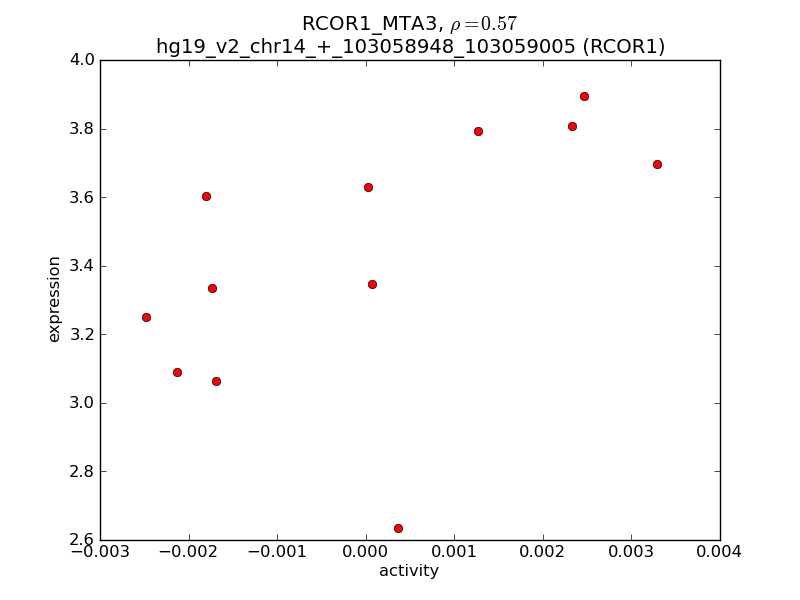 RCOR1_MTA3, ρ=0.57
hg19_v2_chr14_+_103058948_103059005 (RCOR1)
4.0
3.8
3.6
3.4
3.2
3.0
2.8
2.6
expression
−0.003 −0.002 −0.001 0.000 0.001 0.002 0.003 0.004
activity